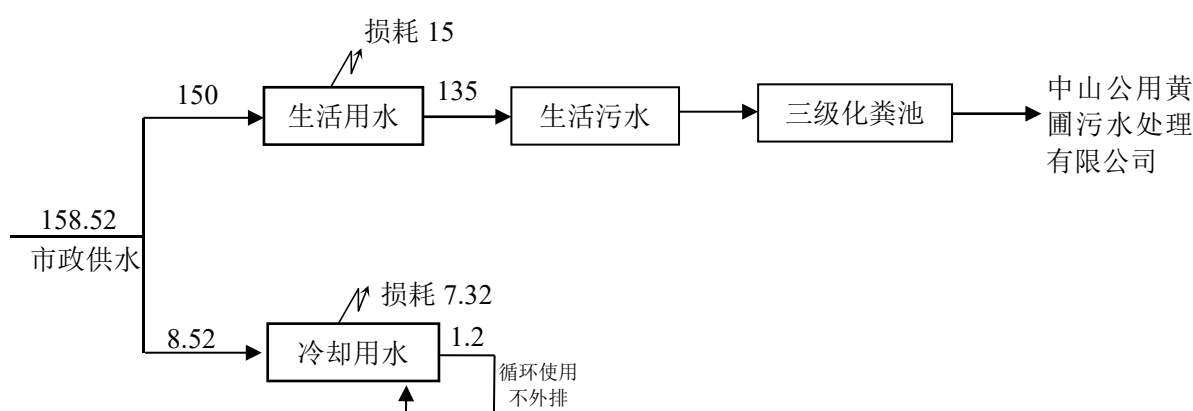 损耗 15
150
生活用水
135
生活污水
三级化粪池
中山公用黄
圃污水处理
有限公司
158.52
市政供水
损耗 7.32
8.52
冷却用水
1.2
循环使用
不外排